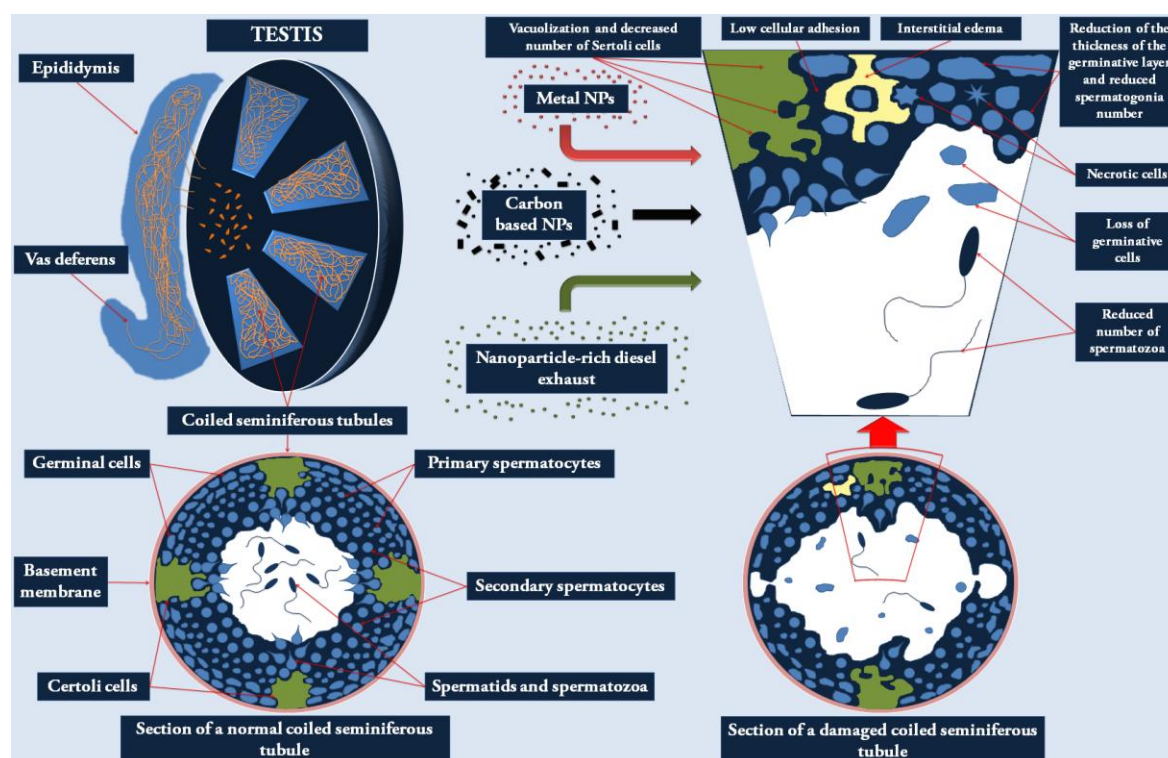 TESTIS
Epididymis
Vas deferens
Coiled seminiferous tubules
Vacuolization and decreased
number of Sertoli cells
Metal NPs
Carbon
based NPs
Nanoparticle-rich diesel
exhaust
Low cellular adhesion
Interstitial edema
Reduction of the
thickness of the
germinative layer
and reduced
spermatogonia
number
Necrotic cells
Loss of
germinative
cells
Reduced
number of
spermatozoa
Germinal cells
Basement
membrane
Certoli cells
Primary spermatocytes
Secondary spermatocytes
Spermatids and spermatozoa
Section of a normal coiled seminiferous
tubule
Section of a damaged coiled seminiferous
tubule